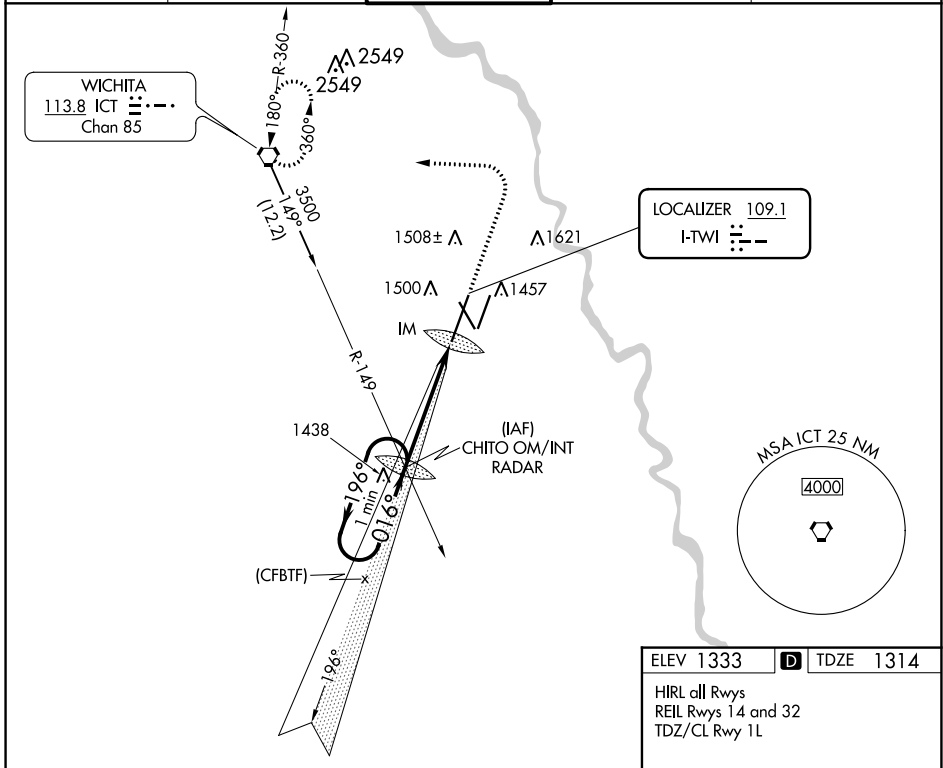 R-360
2549
2549
180°
360°
WICHITA
113.8 ICT
Chan 85
3500
149°
(12.2)
LOCALIZER 109.1
I-TWI
1508±
1621
1500
1457
IM
R-149
(IAF)
CHITO OM/INT
RADAR
1438
196°
1 min
016°
MSA ICT 25 NM
4000
(CFBTF)
x
196°
ELEV 1333
D
TDZE 1314
HIRL all Rwys
REIL Rwys 14 and 32
TDZ/CL Rwy 1L